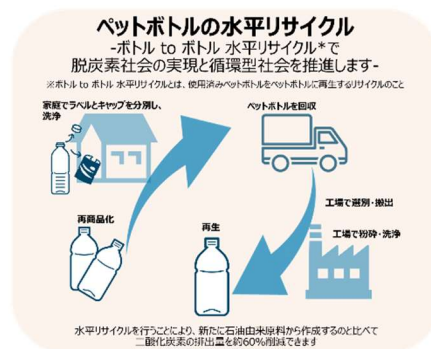 ペットボトルの水平リサイクル
-ボトル to ボトル 水平リサイクル*で
脱炭素社会の実現と循環型社会を推進します-
※ボトル to ボトル 水平リサイクルとは、使用済みペットボトルをペットボトルに再生するリサイクルのこと
家庭でラベルとキャップを分別し、
洗浄
ペットボトルを回収
工場で選別・搬出
工場で粉砕・洗浄
再生
再商品化
水平リサイクルを行うことにより、新たに石油由来原料から作成するのと比べて
二酸化炭素の排出量を約60%削減できます